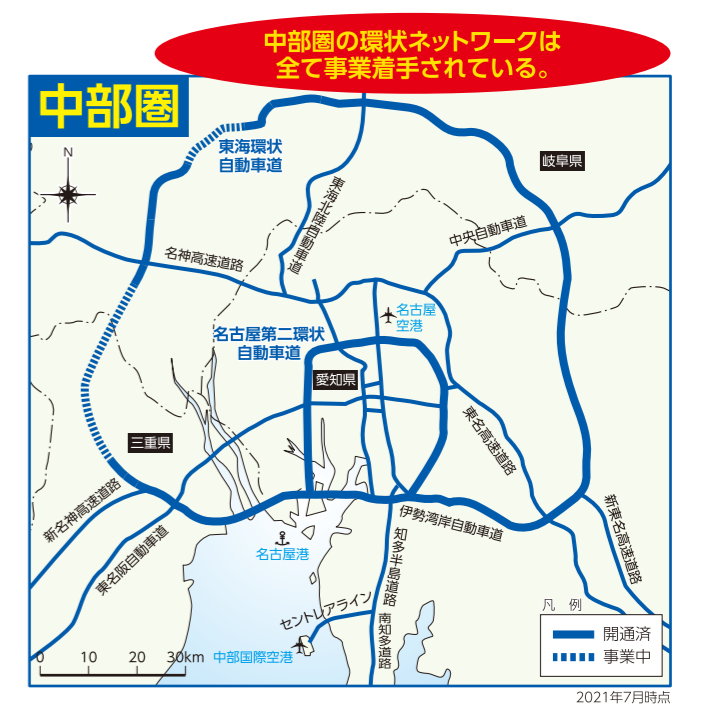 中部圏の環状ネットワークは
全て事業着手されている。
中部圏
N
東海環状
自動車道
岐阜県
東海北陸自動車道
中央自動車道
名神高速道路
名古屋
空港
名古屋第二環状
自動車道
愛知県
三重県
東名高速道路
新名神高速道路
東名阪自動車道
伊勢湾岸自動車道
新東名高速道路
名古屋港
知多半島道路
セントレアライン
南知多道路
中部国際空港
0 10 20 30km
凡 例
開通済
事業中
2021年7月時点